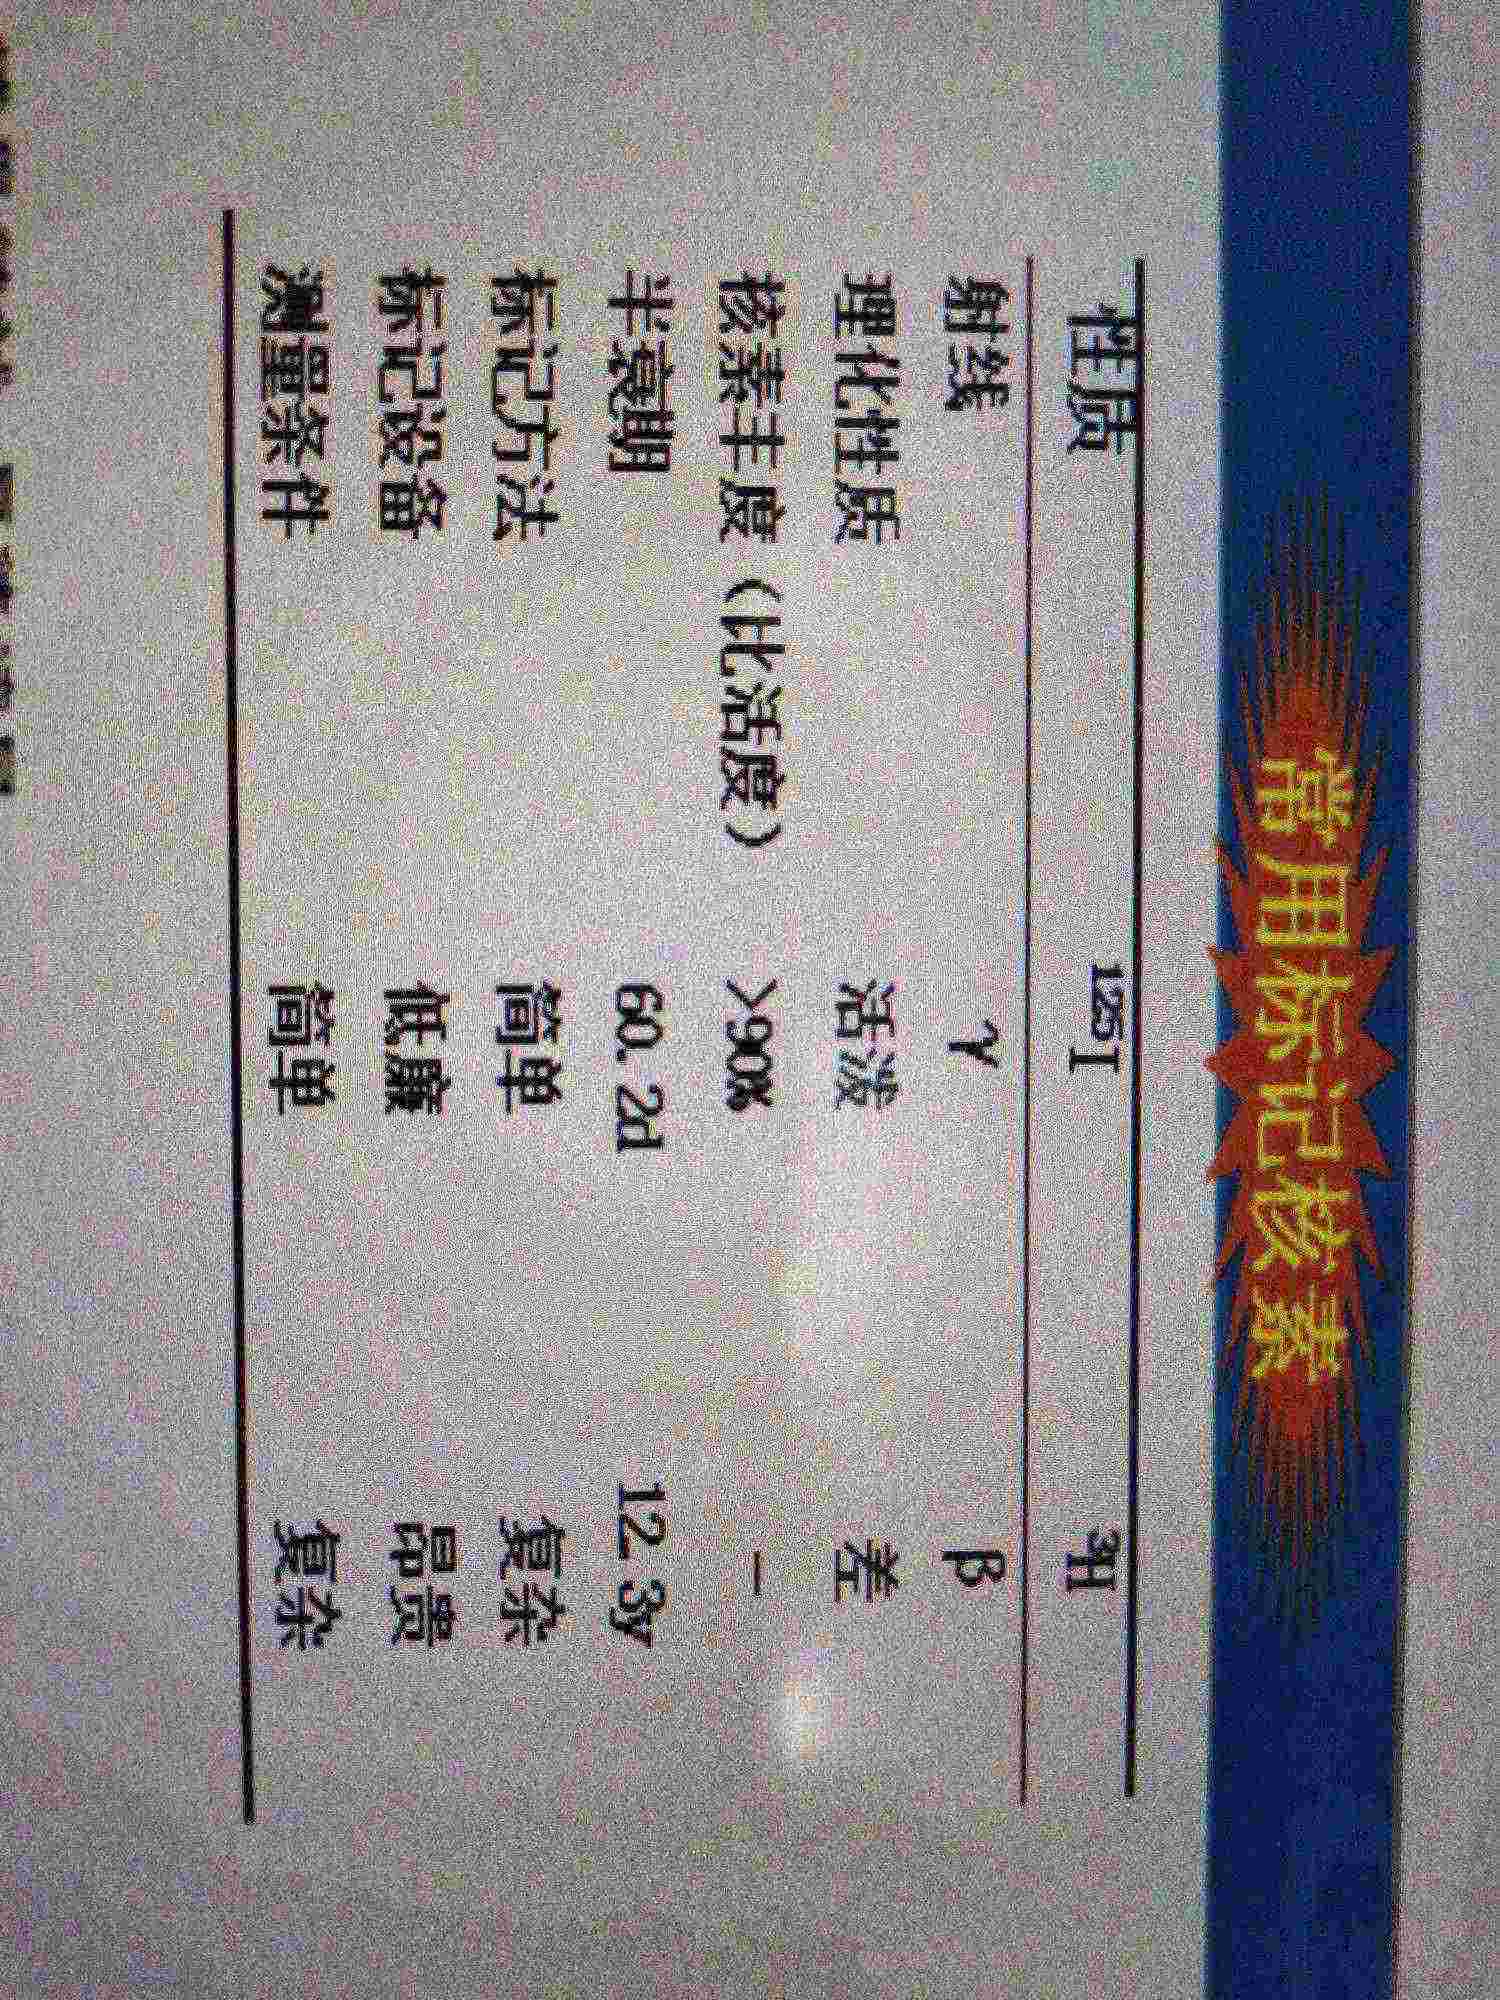 常用标记核素
性质 125I 3H
射线 γ β
理化性质 活泼 差
核素丰度（比活度） >90% -
半衰期 60.2d 12.3y
标记方法 简单 复杂
标记设备 低廉 昂贵
测量条件 简单 复杂